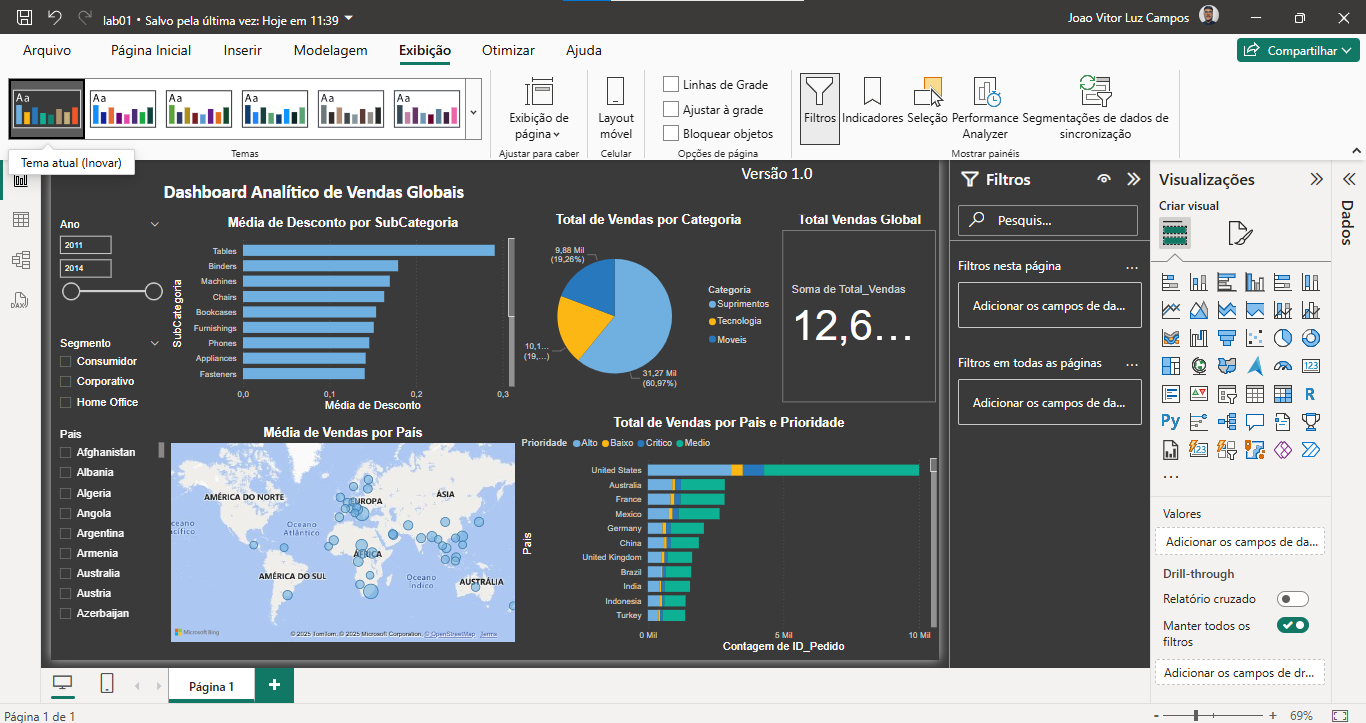 lab01 • Salvo pela última vez: Hoje em 11:39
Joao Vitor Luz Campos
Arquivo
Página Inicial
Inserir
Modelagem
Exibição
Otimizar
Ajuda
Compartilhar
Aa
Aa
Aa
Aa
Aa
Aa
Exibição de
página
Layout
móvel
Linhas de Grade
Ajustar à grade
Bloquear objetos
Filtros
Indicadores
Seleção
Performance
Analyzer
Segmentações de dados de
sincronização
Temas
Ajustar para caber
Celular
Opções de página
Mostrar painéis
Tema atual (Inovar)
Versão 1.0
Dashboard Analítico de Vendas Globais
Ano
2011
2014
Segmento
Consumidor
Corporativo
Home Office
Pais
Afghanistan
Albania
Algeria
Angola
Argentina
Armenia
Australia
Austria
Azerbaijan
Média de Desconto por SubCategoria
SubCategoria
Tables
Binders
Machines
Chairs
Bookcases
Furnishings
Phones
Appliances
Fasteners
0,0
0,1
0,2
0,3
Média de Desconto
Total de Vendas por Categoria
9,88 Mil
(19,26%)
10,1...
(19,...)
31,27 Mil
(60,97%)
Categoria
Suprimentos
Tecnologia
Moveis
Total Vendas Global
Soma de Total_Vendas
12,6...
Média de Vendas por País
AMÉRICA DO NORTE
EUROPA
ÁSIA
Oceano
Atlântico
ceano
acífico
ÁFRICA
AMÉRICA DO SUL
Oceano
Índico
AUSTRÁLIA
Microsoft Bing
© 2025 TomTom, © 2025 Microsoft Corporation, © OpenStreetMap Terms
Total de Vendas por Pais e Prioridade
Prioridade
Alto
Baixo
Critico
Medio
Pais
United States
Australia
France
Mexico
Germany
China
United Kingdom
Brazil
India
Indonesia
Turkey
0 Mil
5 Mil
10 Mil
Contagem de ID_Pedido
Filtros
Pesquis...
Filtros nesta página
...
Adicionar os campos de da...
Filtros em todas as páginas
...
Adicionar os campos de da...
Visualizações
Criar visual
123
R
Py
...
Valores
Adicionar os campos de da...
Drill-through
Relatório cruzado
Manter todos os
filtros
Adicionar os campos de dr...
Dados
DAX
Página 1
+
Página 1 de 1
- + 69%